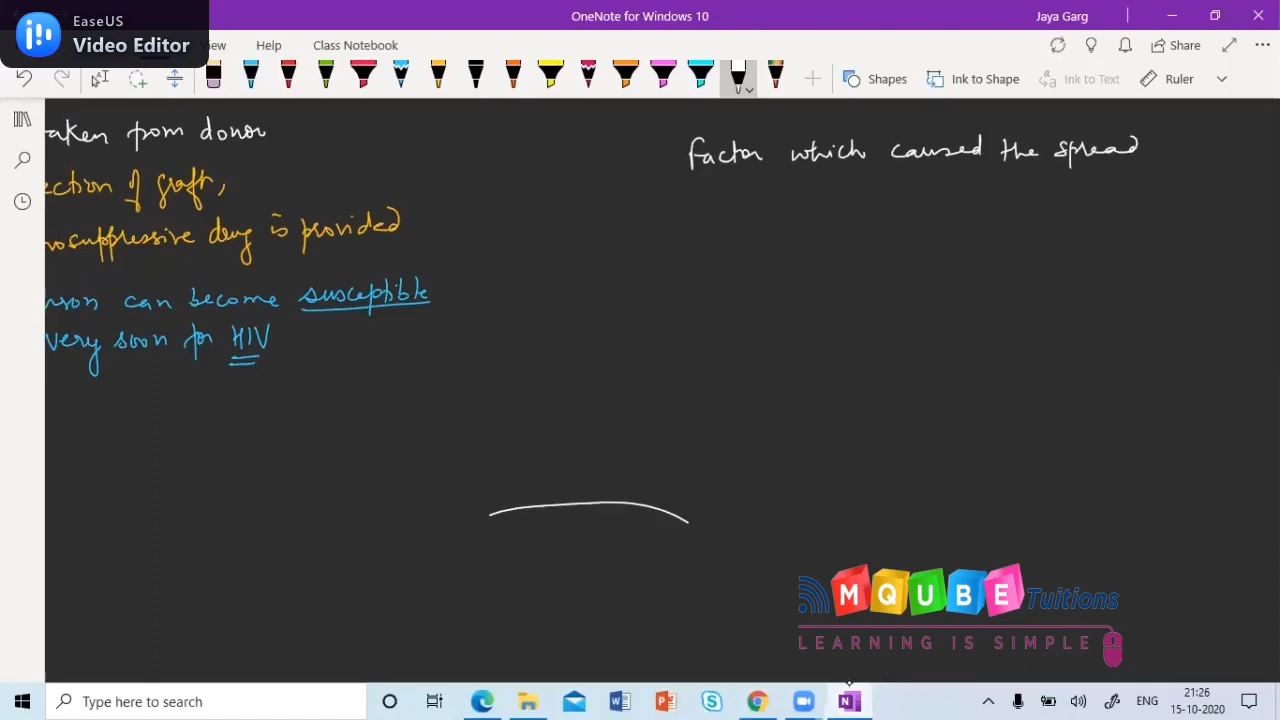 EaseUS
Video Editor
OneNote for Windows 10
Jaya Garg
View
Help
Class Notebook
Share
Shapes
Ink to Shape
Ink to Text
Ruler
taken from donor
ection of graft,
nosuppressive drug is provided
rson can become susceptible
very soon for HIV
factor which caused the spread
MQUBE Tuitions
LEARNING IS SIMPLE
Type here to search
ENG
21:26
15-10-2020